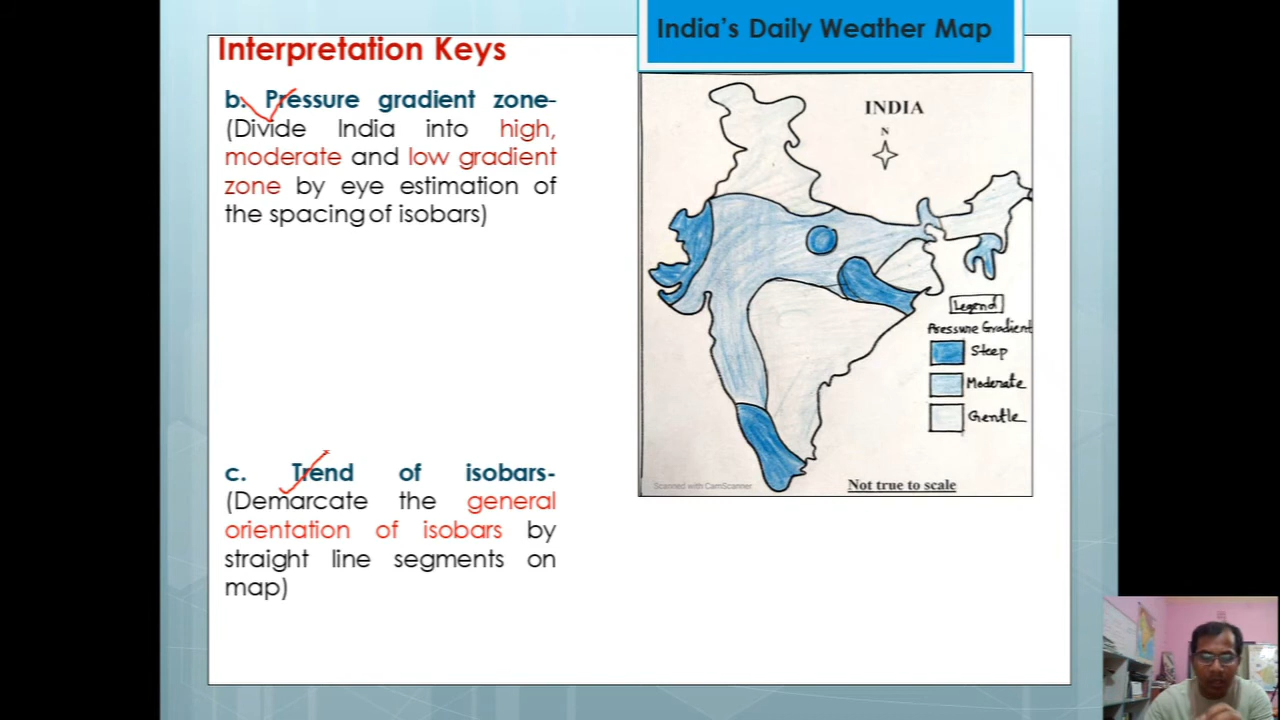 India's Daily Weather Map
Interpretation Keys
b. Pressure gradient zone-
(Divide India into high,
moderate and low gradient
zone by eye estimation of
the spacing of isobars)
c. Trend of isobars-
(Demarcate the general
orientation of isobars by
straight line segments on
map)
INDIA
N
Legend
Pressure Gradient
Steep
Moderate
Gentle
Scanned with CamScanner
Not true to scale